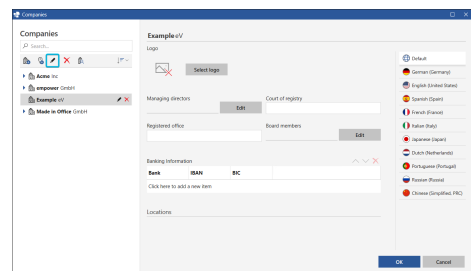 Companies
Companies
Search...
Acme inc
empower GmbH
Example eV
Made in Office GmbH
Example eV
Logo
Select logo
Managing directors
Edit
Court of registry
Registered office
Board members
Edit
Banking information
Bank IBAN BIC
Click here to add a new item
Locations
Default
German (Germany)
English (United States)
Spanish (Spain)
French (France)
Italian (Italy)
Japanese (Japan)
Dutch (Netherlands)
Portuguese (Portugal)
Russian (Russia)
Chinese (Simplified, PRC)
OK Cancel